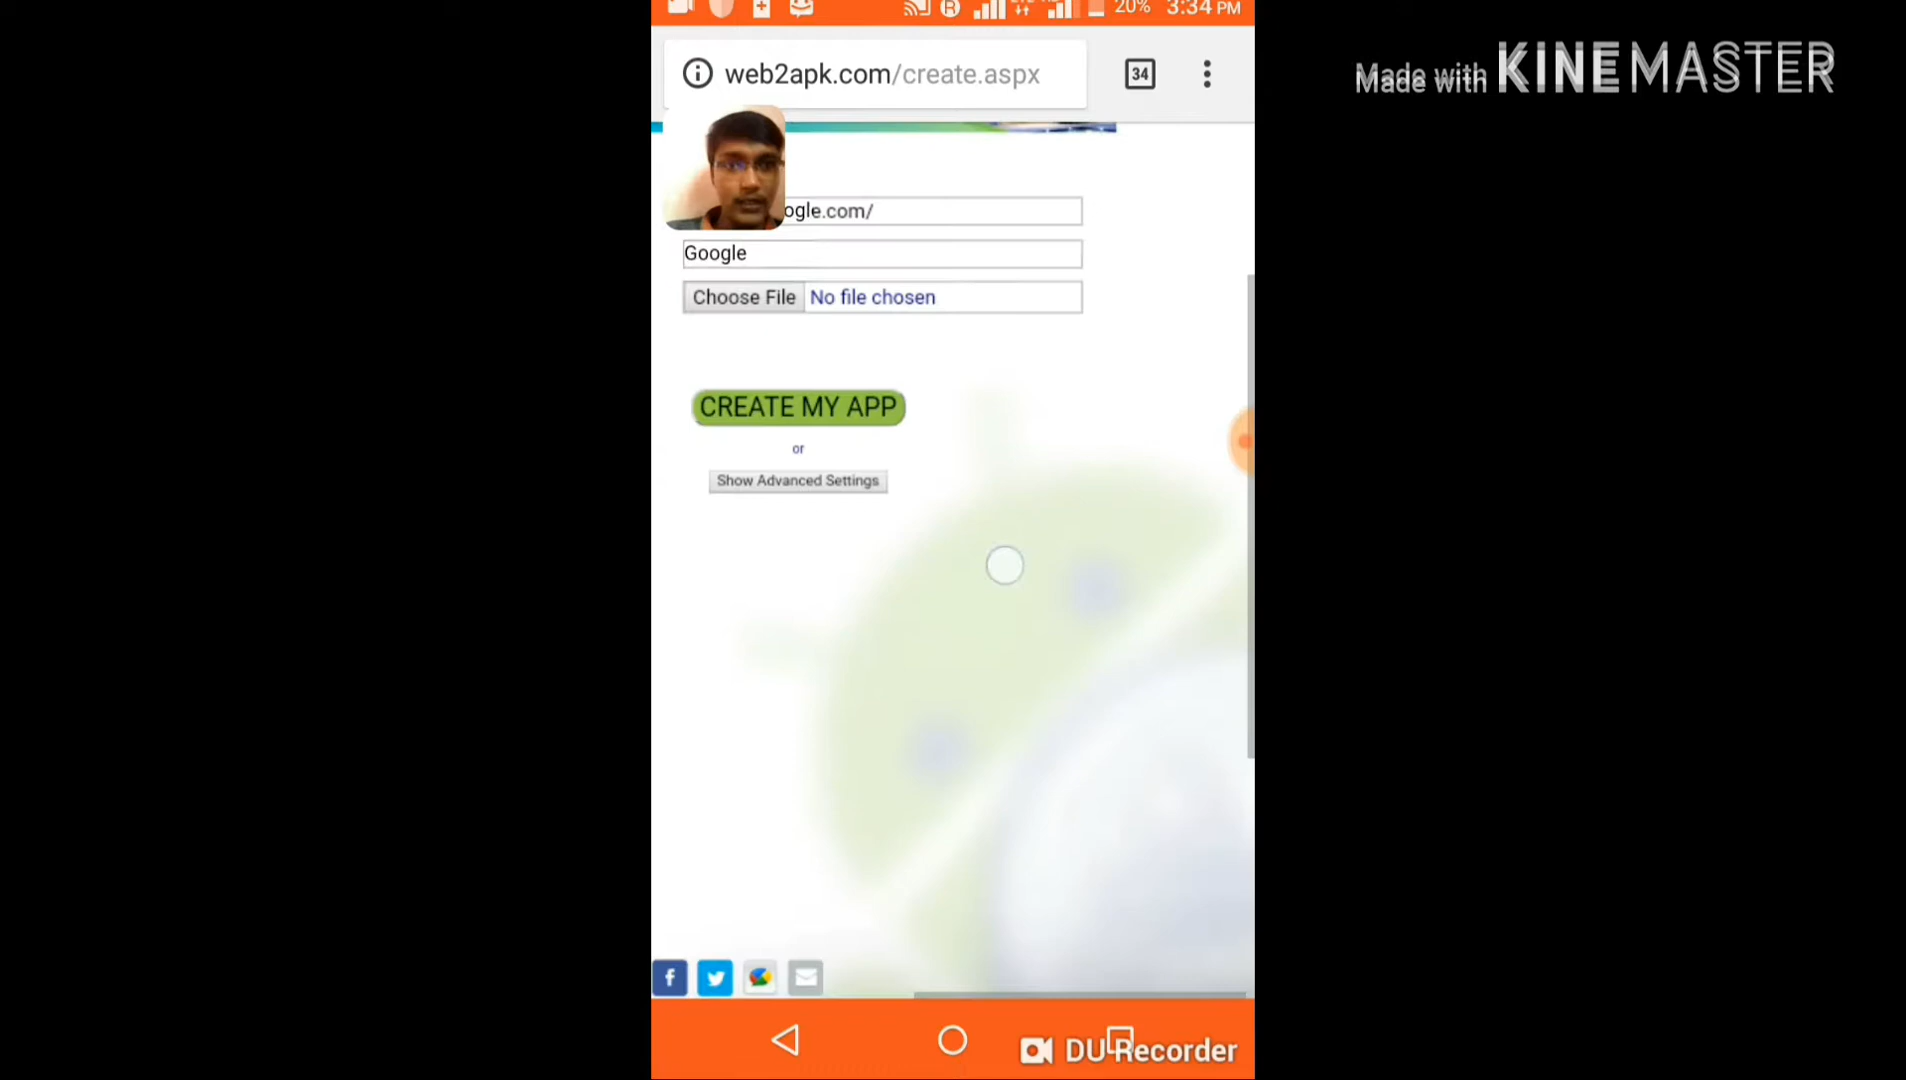 20% 3:34 PM
web2apk.com/create.aspx
34
Made with KINEMASTER
ogle.com/
Google
Choose File No file chosen
CREATE MY APP
or
Show Advanced Settings
DU Recorder